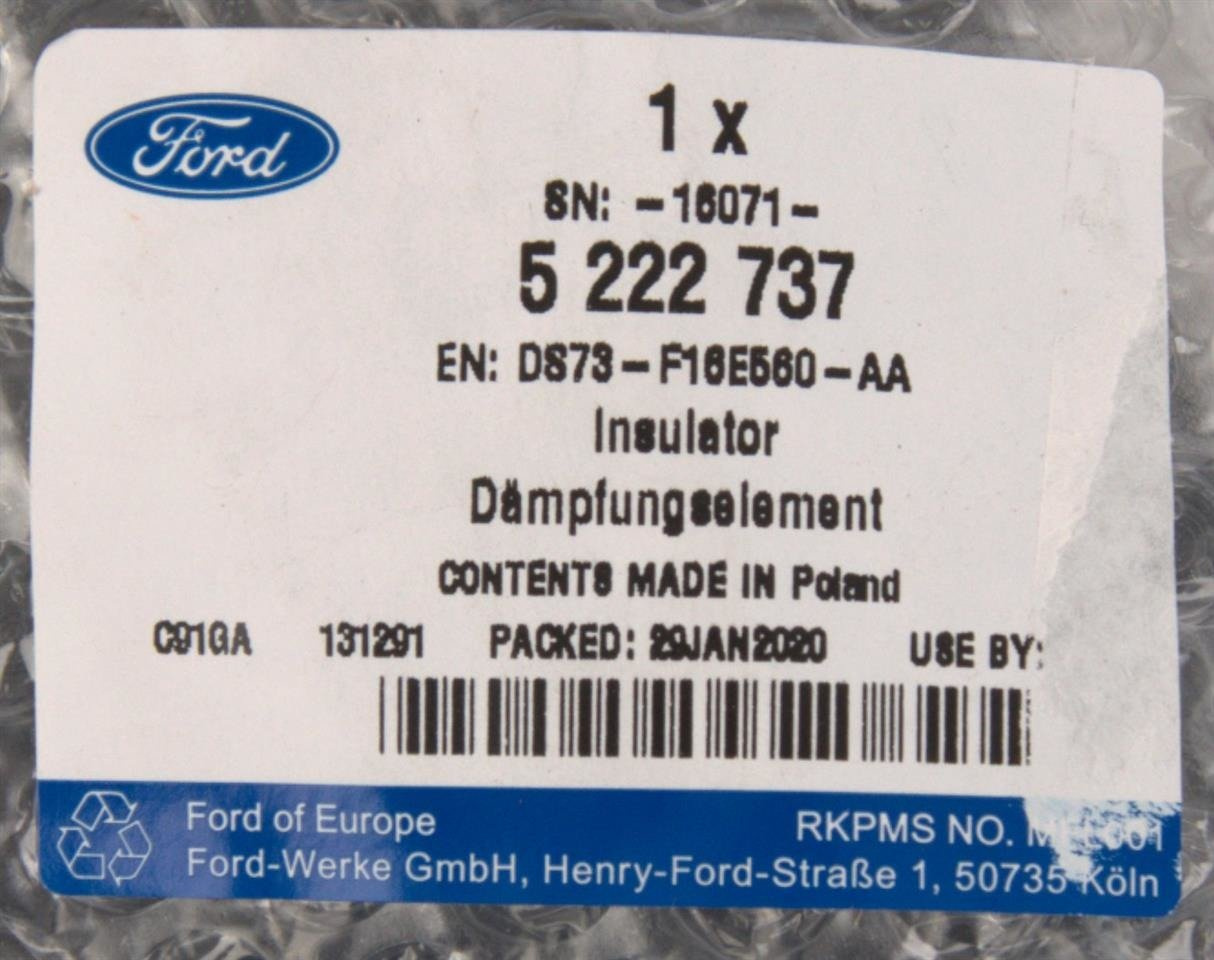 Ford
1 x
SN: -16071-
5 222 737
EN: DS73-F16E560-AA
Insulator
Dämpfungselement
CONTENTS MADE IN Poland
C91GA 131291 PACKED: 29JAN2020 USE BY:
Ford of Europe RKPMS NO.
Ford-Werke GmbH, Henry-Ford-Straße 1, 50735 Köln